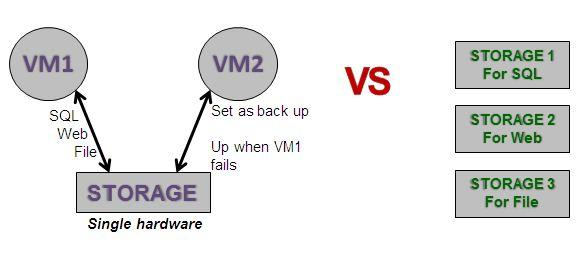 VM1
VM2
SQL
Web
File
Set as back up
Up when VM1
fails
STORAGE
Single hardware
VS
STORAGE 1
For SQL
STORAGE 2
For Web
STORAGE 3
For File